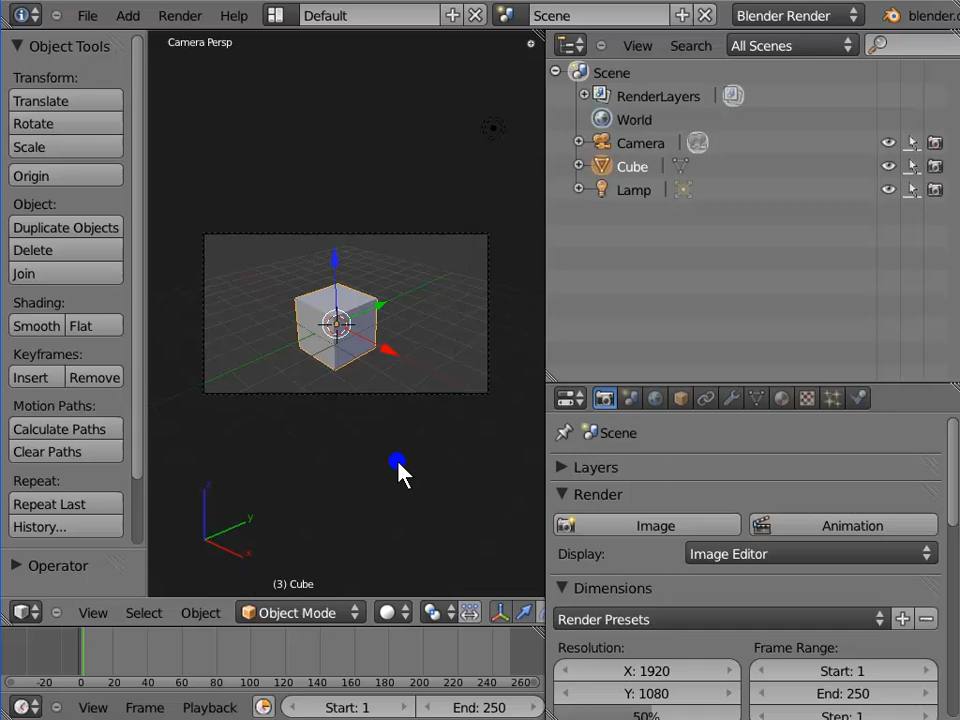 File Add Render Help Default Scene Blender Render blender.o
Object Tools
Transform:
Translate
Rotate
Scale
Origin
Object:
Duplicate Objects
Delete
Join
Shading:
Smooth Flat
Keyframes:
Insert Remove
Motion Paths:
Calculate Paths
Clear Paths
Repeat:
Repeat Last
History...
Operator
Camera Persp
z
y
x
(3) Cube
View Select Object Object Mode
-20 0 20 40 60 80 100 120 140 160 180 200 220 240 260
View Frame Playback Start: 1 End: 250
View Search All Scenes
Scene
RenderLayers
World
Camera
Cube
Lamp
Scene
Layers
Render
Image Animation
Display: Image Editor
Dimensions
Render Presets
Resolution: Frame Range:
X: 1920 Start: 1
Y: 1080 End: 250
50% Step: 1